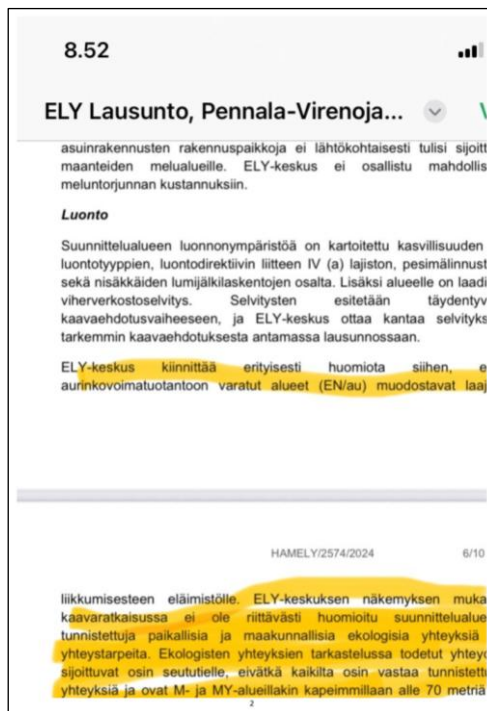 8.52
ELY Lausunto, Pennala-Virenoja...
asuinrakennusten rakennuspaikkoja ei lähtökohtaisesti tulisi sijoitt
maanteiden melualueille. ELY-keskus ei osallistu mahdollis
meluntorjunnan kustannuksiin.
Luonto
Suunnittelualueen luonnonympäristöä on kartoitettu kasvillisuuden
luontotyyppien, luontodirektiivin liitteen IV (a) lajiston, pesimälinnust
sekä nisäkkäiden lumijälkilaskentojen osalta. Lisäksi alueelle on laadi
viherverkostoselvitys. Selvitysten esitetään täydentyv
kaavaehdotusvaiheeseen, ja ELY-keskus ottaa kantaa selvityks
tarkemmin kaavaehdotuksesta antamassa lausunnossaan.
ELY-keskus kiinnittää erityisesti huomiota siihen, e
aurinkovoimatuotantoon varatut alueet (EN/au) muodostavat laaj
HAMELY/2574/2024 6/10
liikkumisesteen eläimistölle. ELY-keskuksen näkemyksen muka
kaavaratkaisussa ei ole riittävästi huomioitu suunnittelualue
tunnistettuja paikallisia ja maakunnallisia ekologisia yhteyksiä
yhteystarpeita. Ekologisten yhteyksien tarkastelussa todetut yhteyd
sijoittuvat osin seututielle, eivätkä kaikilta osin vastaa tunnistettu
yhteyksiä ja ovat M- ja MY-alueillakin kapeimmillaan alle 70 metriä
2